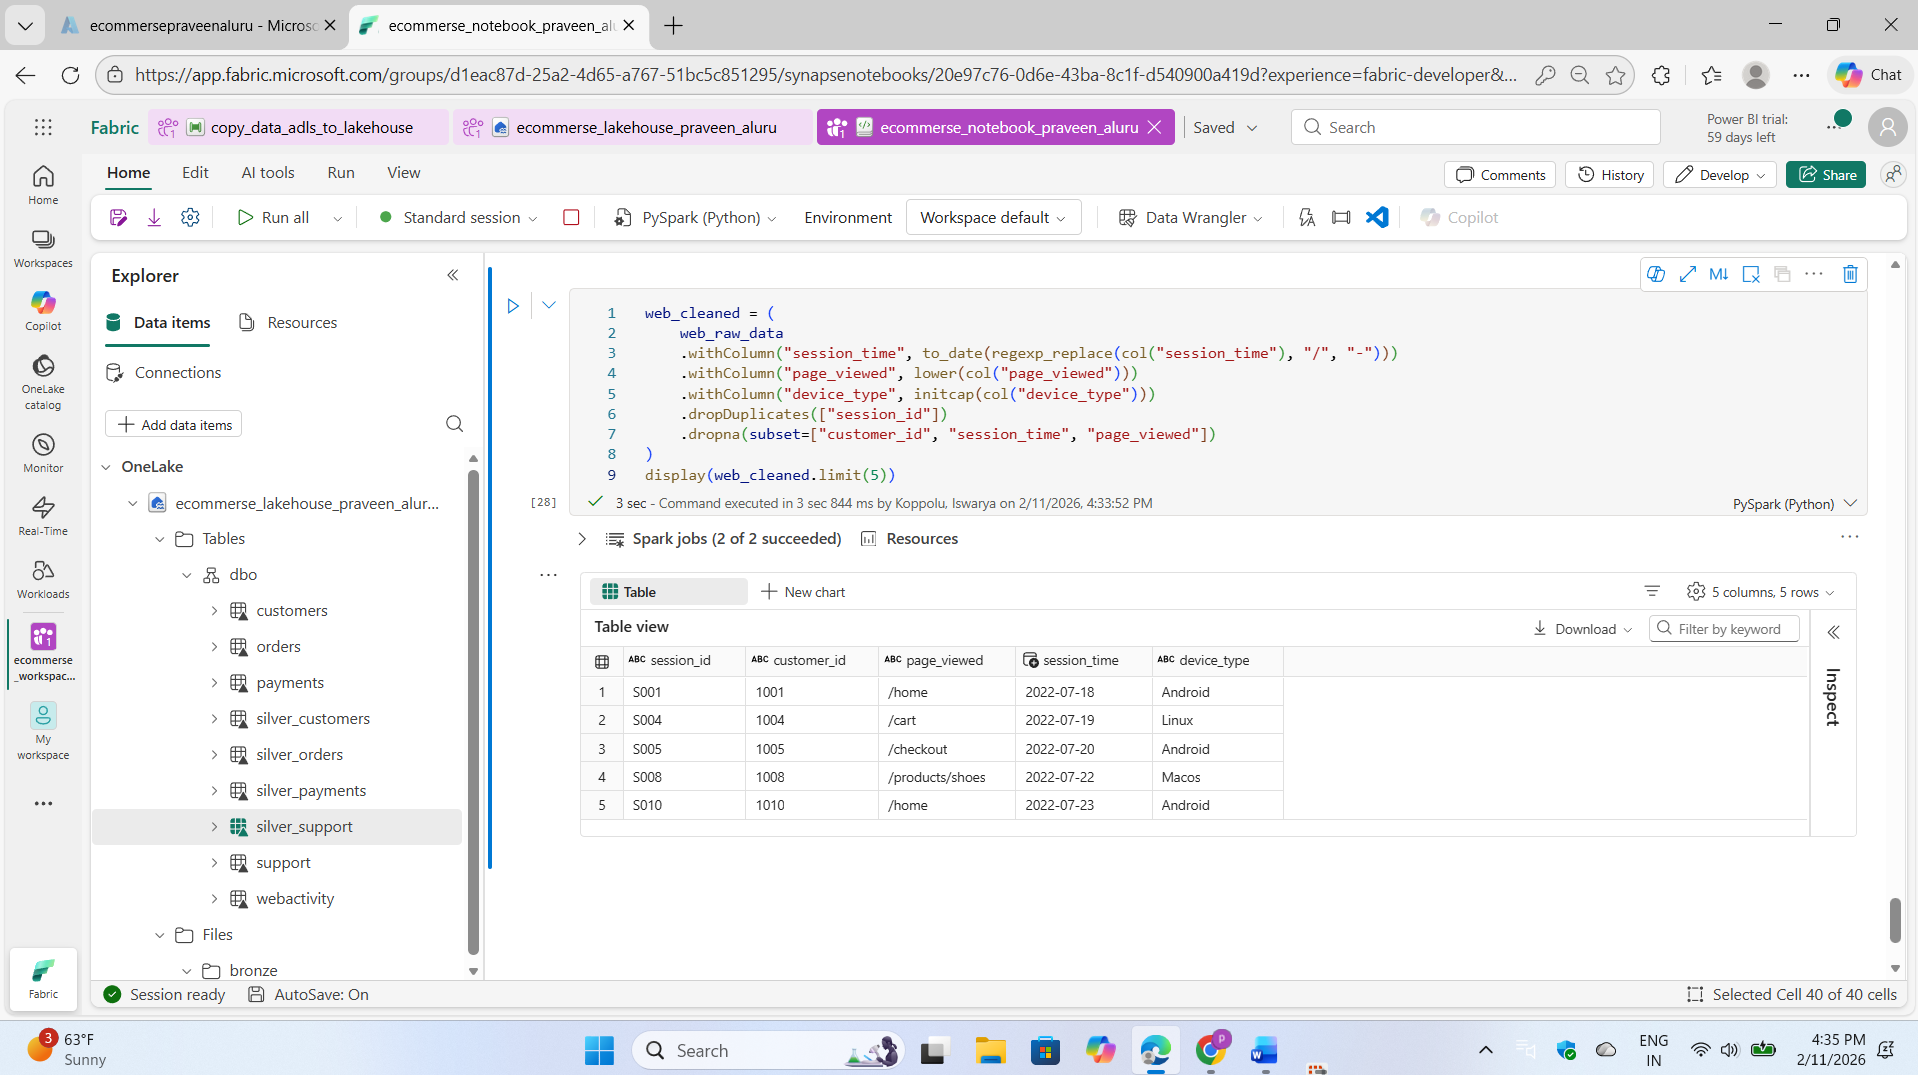 ecommersepraveenaluru - Microso
ecommerse_notebook_praveen_alu
https://app.fabric.microsoft.com/groups/d1eac87d-25a2-4d65-a767-51bc5c851295/synapsenotebooks/20e97c76-0d6e-43ba-8c1f-d540900a419d?experience=fabric-developer&...
Chat
Fabric
copy_data_adls_to_lakehouse
ecommerse_lakehouse_praveen_aluru
ecommerse_notebook_praveen_aluru
Saved
Search
Power BI trial:
59 days left
Home
Edit
AI tools
Run
View
Comments
History
Develop
Share
Run all
Standard session
PySpark (Python)
Environment
Workspace default
Data Wrangler
Copilot
Home
Workspaces
Copilot
OneLake
catalog
Monitor
Real-Time
Workloads
ecommerse
_workspac...
My
workspace
Fabric
Explorer
Data items
Resources
Connections
Add data items
OneLake
ecommerse_lakehouse_praveen_alur...
Tables
dbo
customers
orders
payments
silver_customers
silver_orders
silver_payments
silver_support
support
webactivity
Files
bronze
M↓
1 web_cleaned = (
2 web_raw_data
3 .withColumn("session_time", to_date(regexp_replace(col("session_time"), "/", "-")))
4 .withColumn("page_viewed", lower(col("page_viewed")))
5 .withColumn("device_type", initcap(col("device_type")))
6 .dropDuplicates(["session_id"])
7 .dropna(subset=["customer_id", "session_time", "page_viewed"])
8 )
9 display(web_cleaned.limit(5))
[28]
3 sec - Command executed in 3 sec 844 ms by Koppolu, Iswarya on 2/11/2026, 4:33:52 PM
PySpark (Python)
Spark jobs (2 of 2 succeeded)
Resources
Table
New chart
5 columns, 5 rows
Table view
Download
Filter by keyword
Inspect
ABC session_id ABC customer_id ABC page_viewed session_time ABC device_type
1 S001 1001 /home 2022-07-18 Android
2 S004 1004 /cart 2022-07-19 Linux
3 S005 1005 /checkout 2022-07-20 Android
4 S008 1008 /products/shoes 2022-07-22 Macos
5 S010 1010 /home 2022-07-23 Android
Session ready
AutoSave: On
Selected Cell 40 of 40 cells
3
63°F
Sunny
Search
P
W
ENG
IN
4:35 PM
2/11/2026